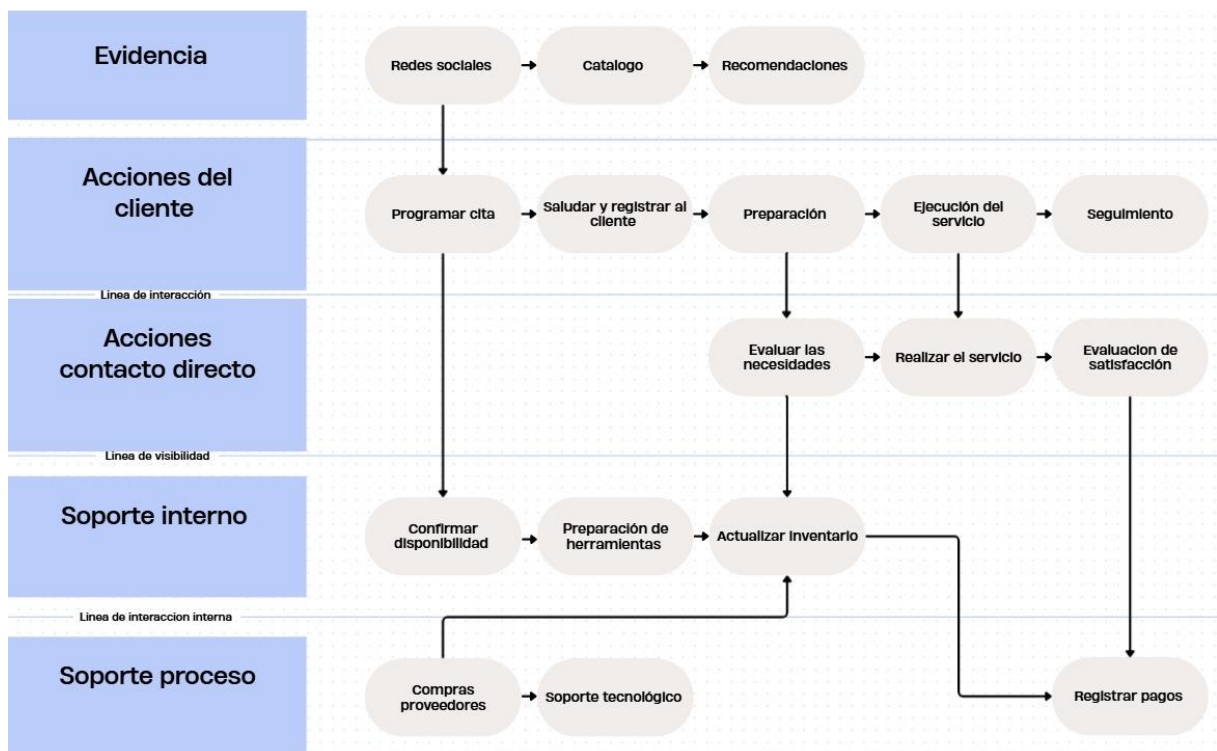 Evidencia
Redes sociales
Catalogo
Recomendaciones
Acciones del
cliente
Programar cita
Saludar y registrar al
cliente
Preparación
Ejecución del
servicio
Seguimiento
Linea de interacción
Acciones
contacto directo
Evaluar las
necesidades
Realizar el servicio
Evaluacion de
satisfacción
Linea de visibilidad
Soporte interno
Confirmar
disponibilidad
Preparación de
herramientas
Actualizar inventario
Linea de interaccion interna
Soporte proceso
Compras
proveedores
Soporte tecnológico
Registrar pagos